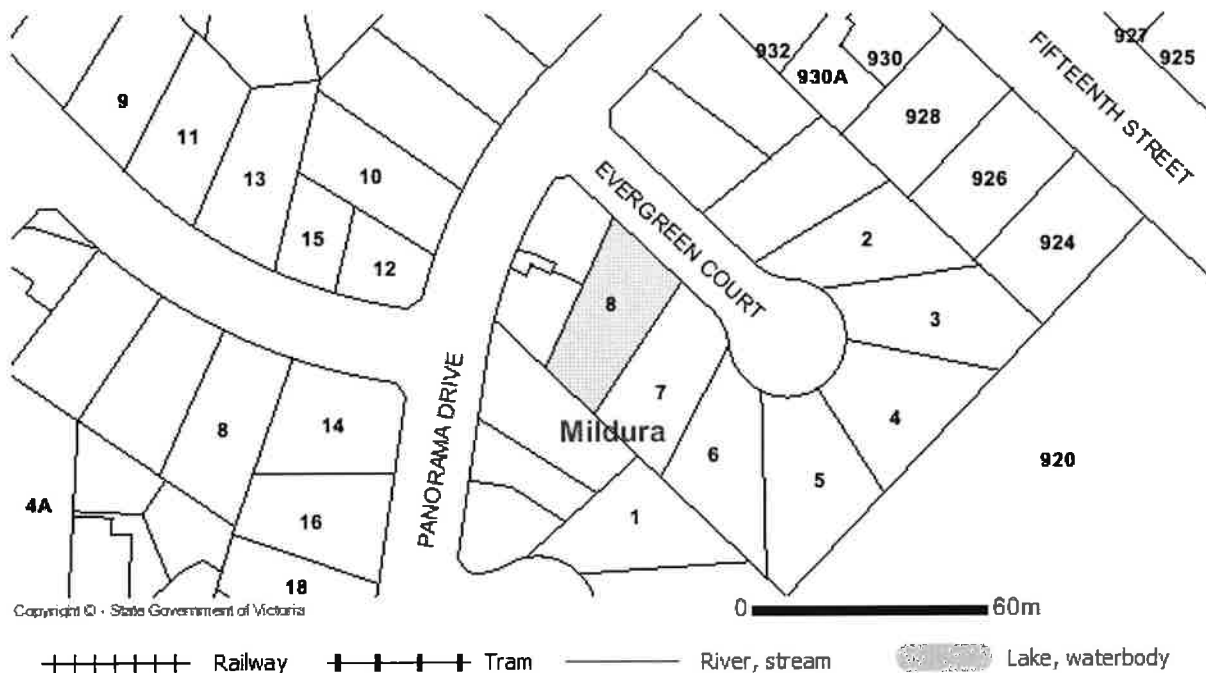 927
925
FIFTEENTH STREET
932
930
930A
928
926
924
9
11
13
10
15
12
EVERGREEN COURT
2
3
4
5
6
7
8
Mildura
1
920
PANORAMA DRIVE
8
14
16
18
4A
Copyright © - State Government of Victoria
0 60m
Railway Tram River, stream Lake, waterbody